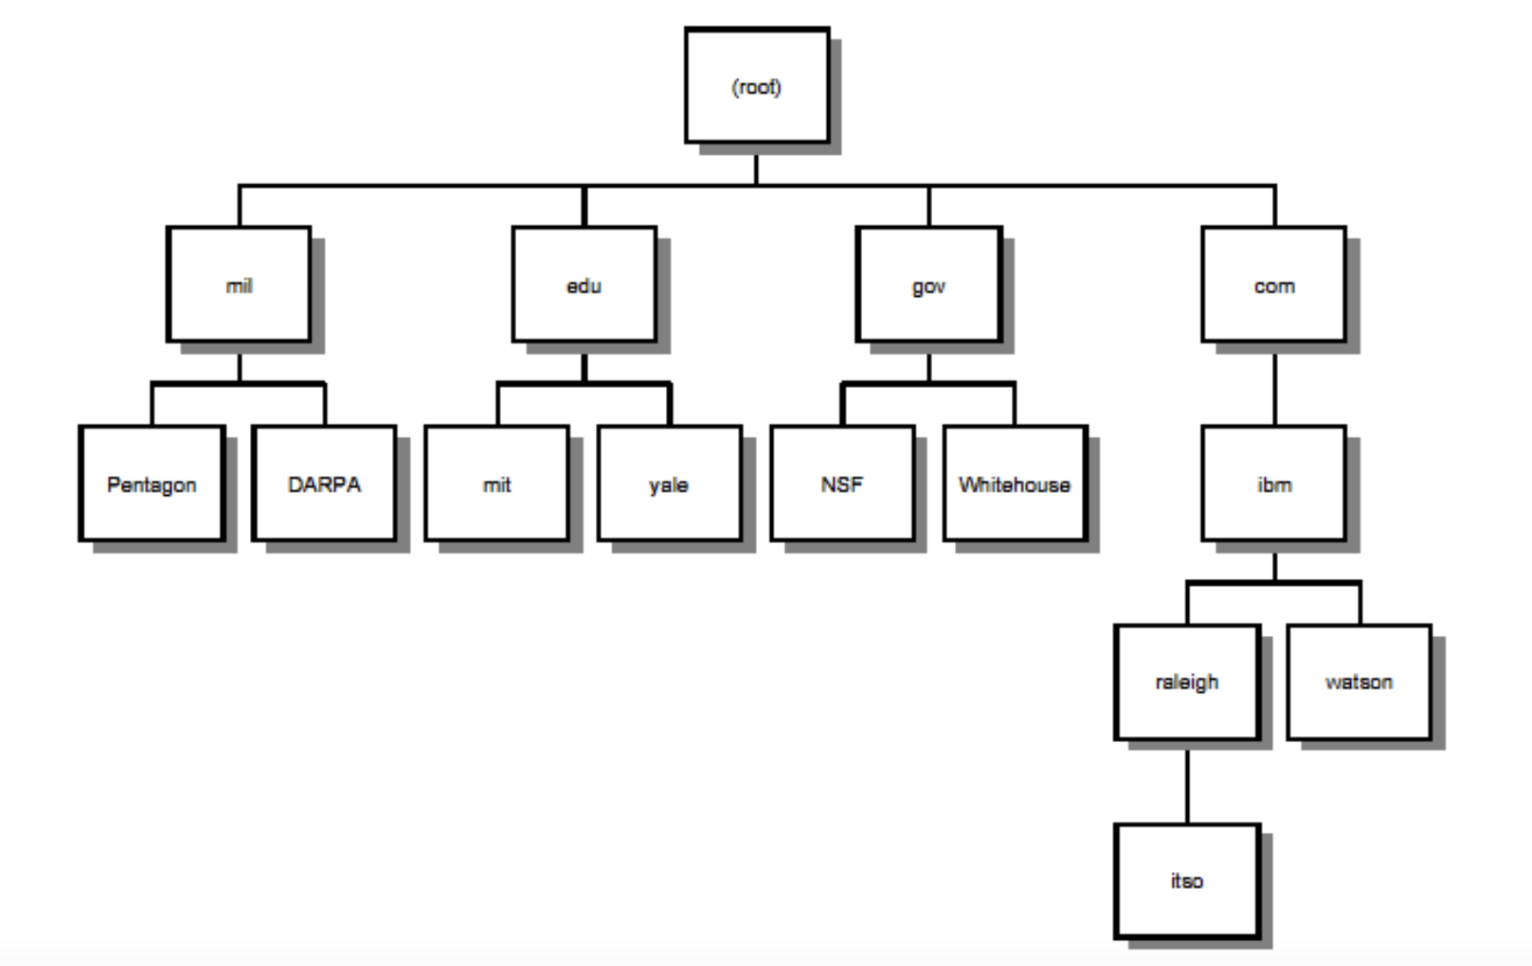 (root)
mil
edu
gov
com
Pentagon
DARPA
mit
yale
NSF
Whitehouse
ibm
raleigh
watson
itso